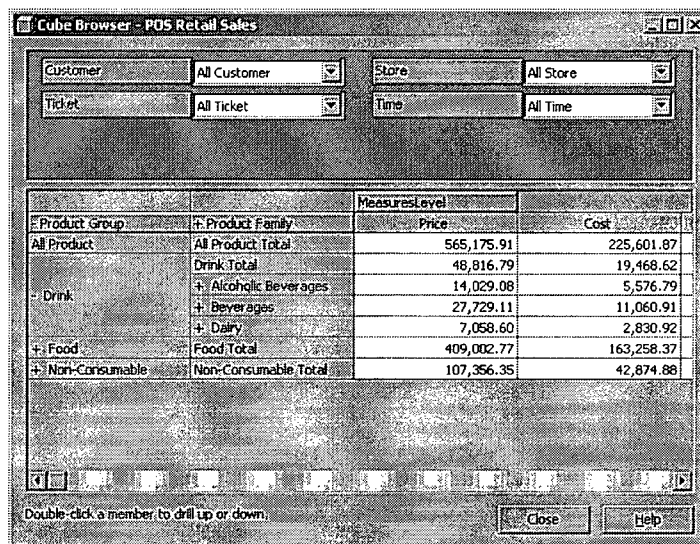 Cube Browser - POS Retail Sales
Customer All Customer Store All Store
Ticket All Ticket Time All Time
MeasuresLevel
- Product Group + Product Family Price Cost
All Product All Product Total 565,175.91 225,601.87
Drink Total 48,816.79 19,468.62
- Drink + Alcoholic Beverages 14,029.08 5,576.79
+ Beverages 27,729.11 11,060.91
+ Dairy 7,058.60 2,830.92
+ Food Food Total 409,002.77 163,258.37
+ Non-Consumable Non-Consumable Total 107,356.35 42,874.88
Double-click a member to drill up or down. Close Help